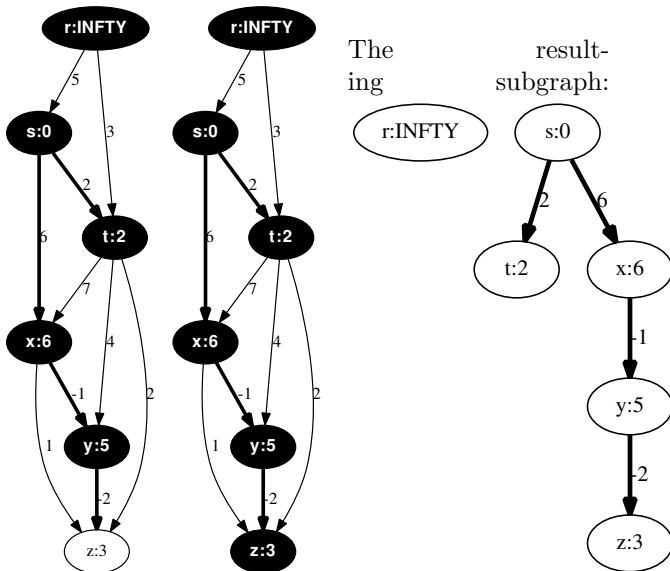 r:INFTY
5
3
s:0
2
6
t:2
7
4
2
x:6
-1
1
y:5
-2
z:3
r:INFTY
5
3
s:0
2
6
t:2
7
4
2
x:6
-1
1
y:5
-2
z:3
The result-
ing subgraph:
r:INFTY
s:0
2
6
t:2
x:6
-1
y:5
-2
z:3